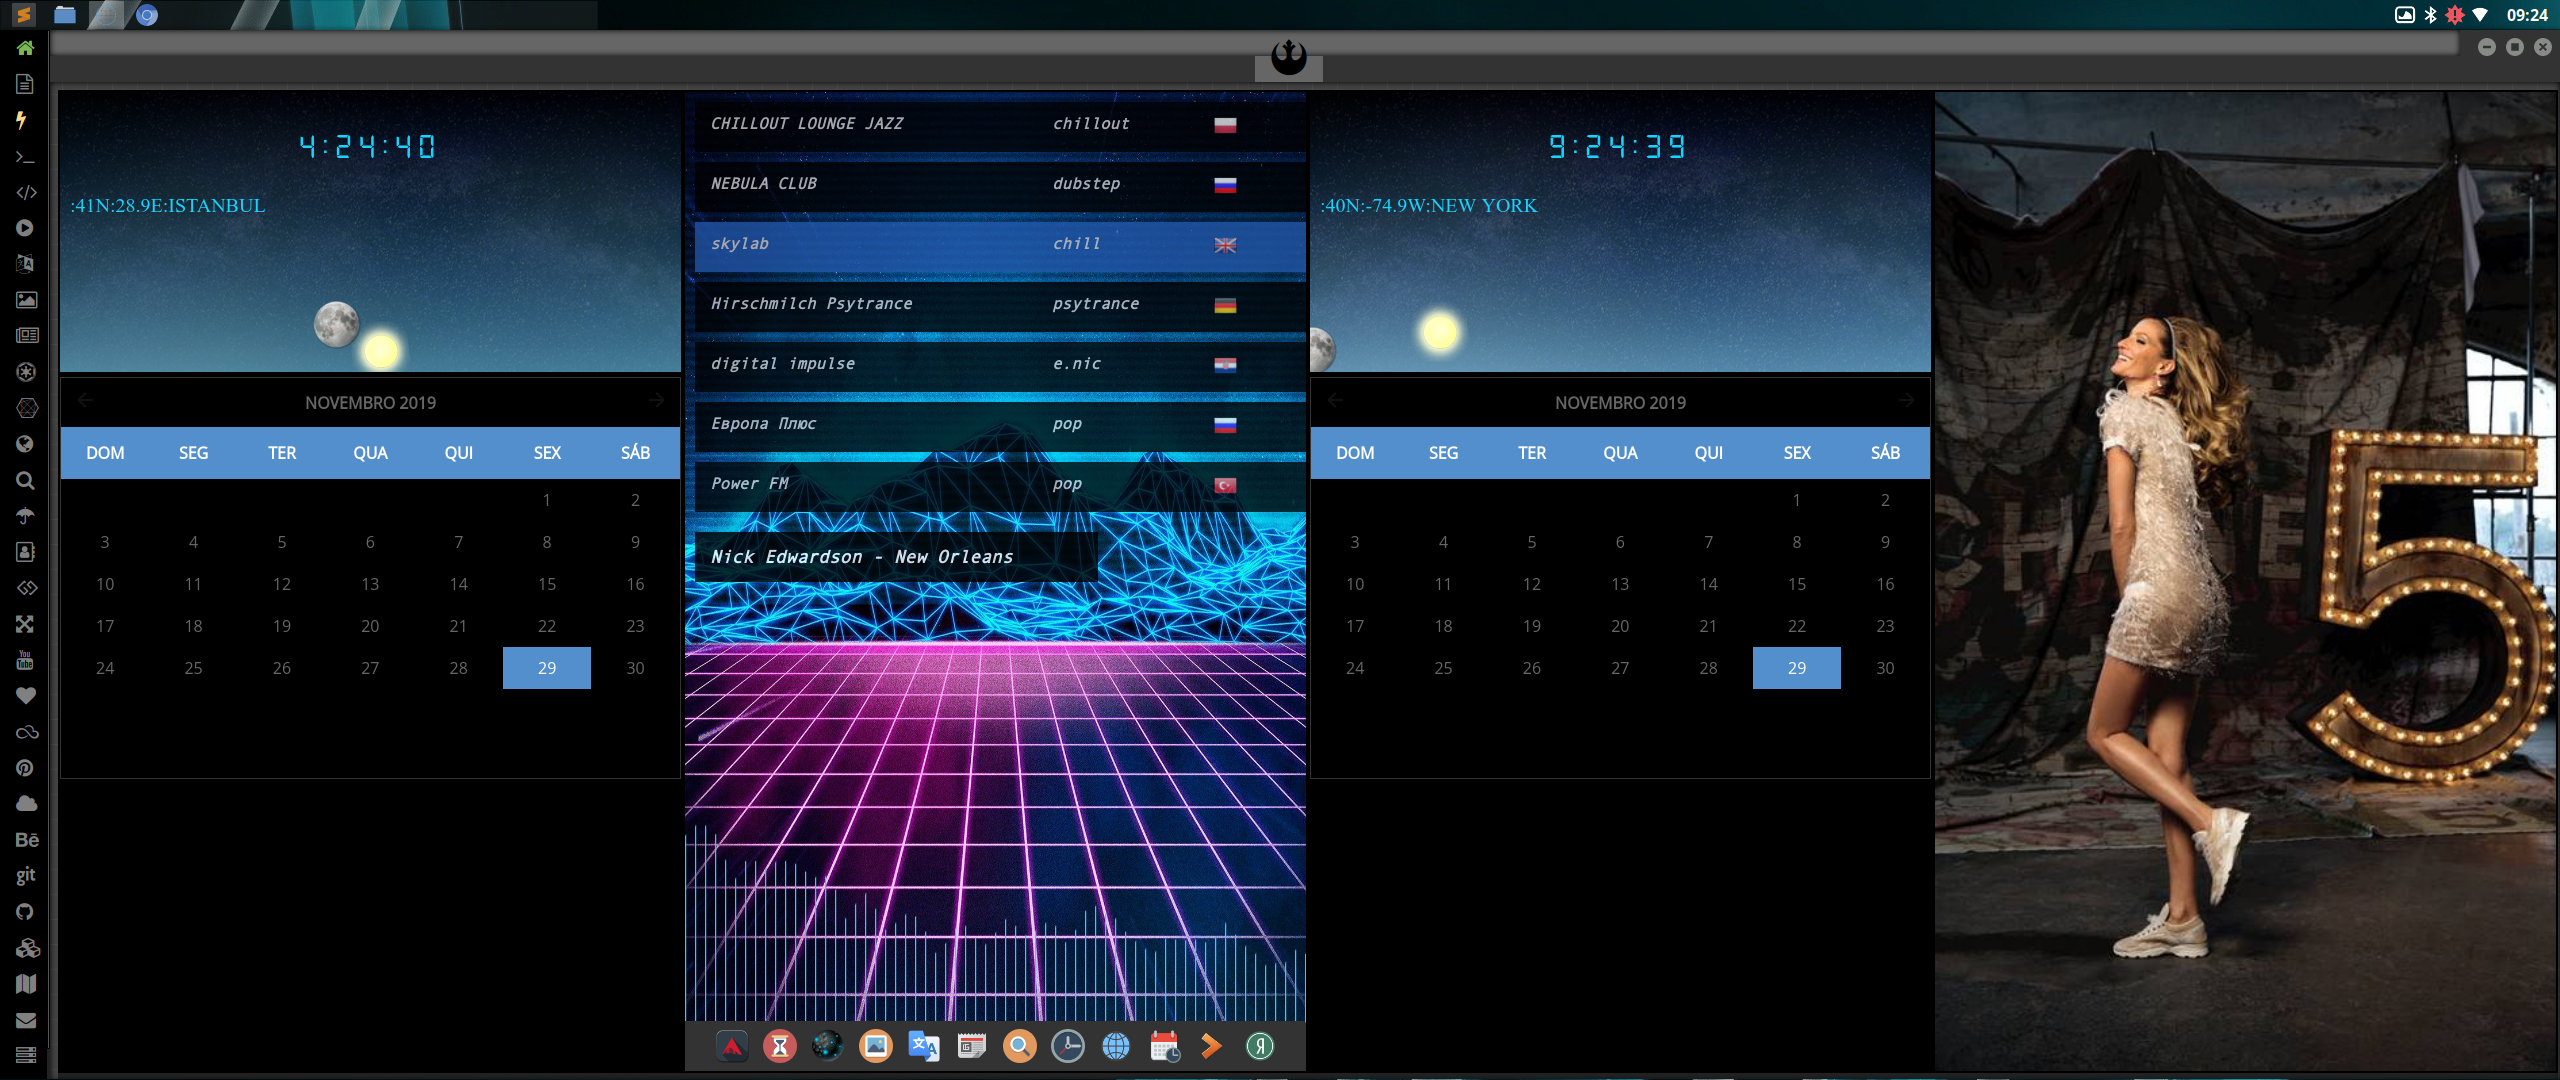 09:24
4:24:40
:41N:28.9E:ISTANBUL
NOVEMBRO 2019
DOM SEG TER QUA QUI SEX SÁB
1 2
3 4 5 6 7 8 9
10 11 12 13 14 15 16
17 18 19 20 21 22 23
24 25 26 27 28 29 30
CHILLOUT LOUNGE JAZZ chillout
NEBULA CLUB dubstep
skylab chill
Hirschmilch Psytrance psytrance
digital impulse e.nic
Европа Плюс pop
Power FM pop
Nick Edwardson - New Orleans
9:24:39
:40N:-74.9W:NEW YORK
NOVEMBRO 2019
DOM SEG TER QUA QUI SEX SÁB
1 2
3 4 5 6 7 8 9
10 11 12 13 14 15 16
17 18 19 20 21 22 23
24 25 26 27 28 29 30
5
You
Tube
Bē
git
Я